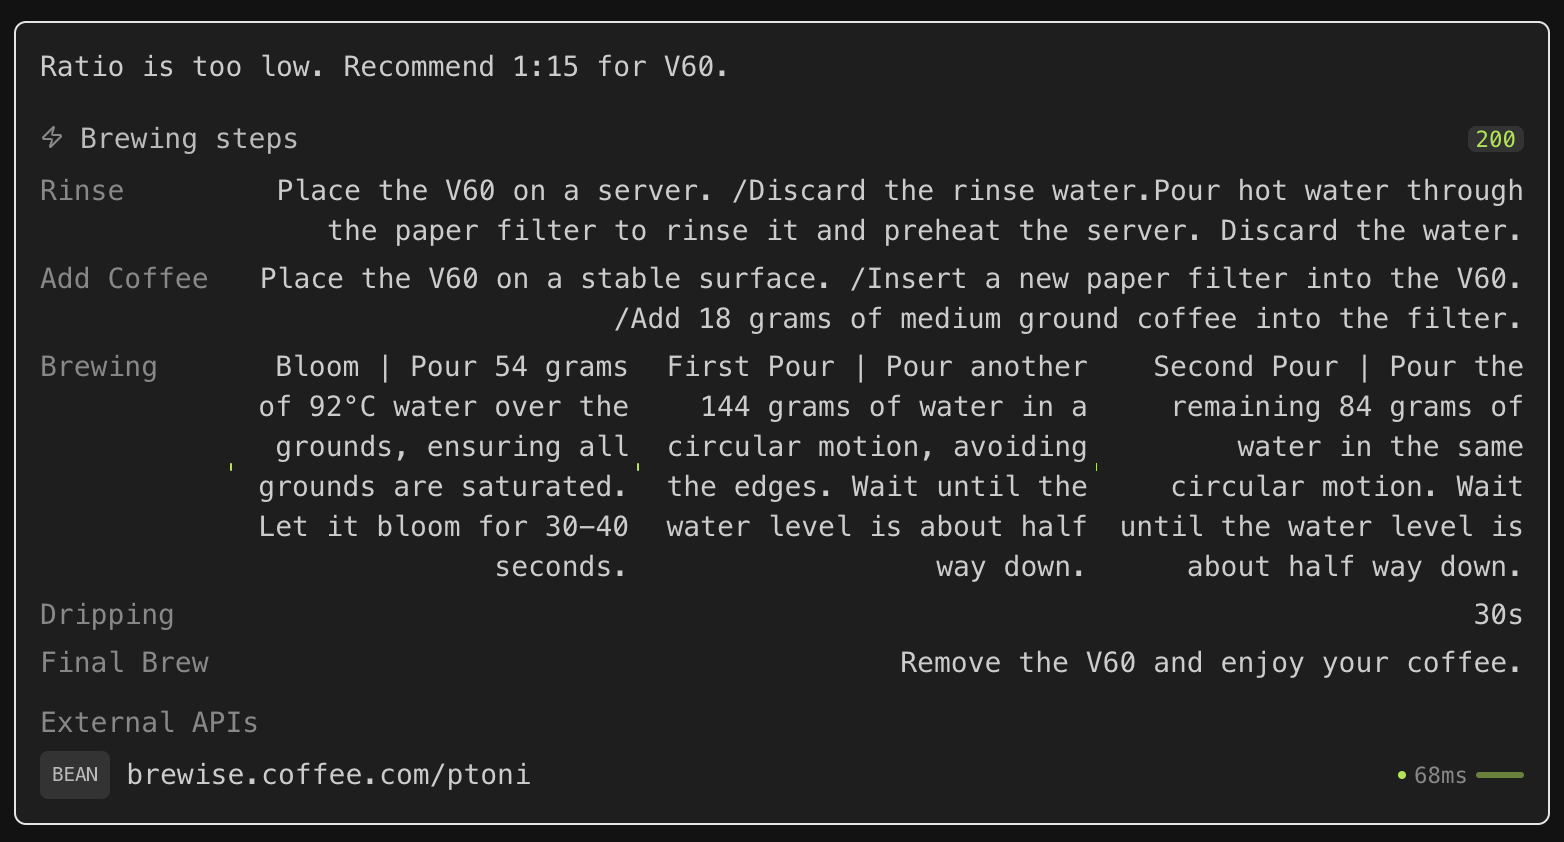 Ratio is too low. Recommend 1:15 for V60.
Brewing steps
200
Rinse
Place the V60 on a server. /Discard the rinse water.Pour hot water through
the paper filter to rinse it and preheat the server. Discard the water.
Add Coffee
Place the V60 on a stable surface. /Insert a new paper filter into the V60.
/Add 18 grams of medium ground coffee into the filter.
Brewing
Bloom | Pour 54 grams
of 92°C water over the
grounds, ensuring all
grounds are saturated.
Let it bloom for 30–40
seconds.
First Pour | Pour another
144 grams of water in a
circular motion, avoiding
the edges. Wait until the
water level is about half
way down.
Second Pour | Pour the
remaining 84 grams of
water in the same
circular motion. Wait
until the water level is
about half way down.
Dripping
30s
Final Brew
Remove the V60 and enjoy your coffee.
External APIs
BEAN
brewise.coffee.com/ptoni
68ms